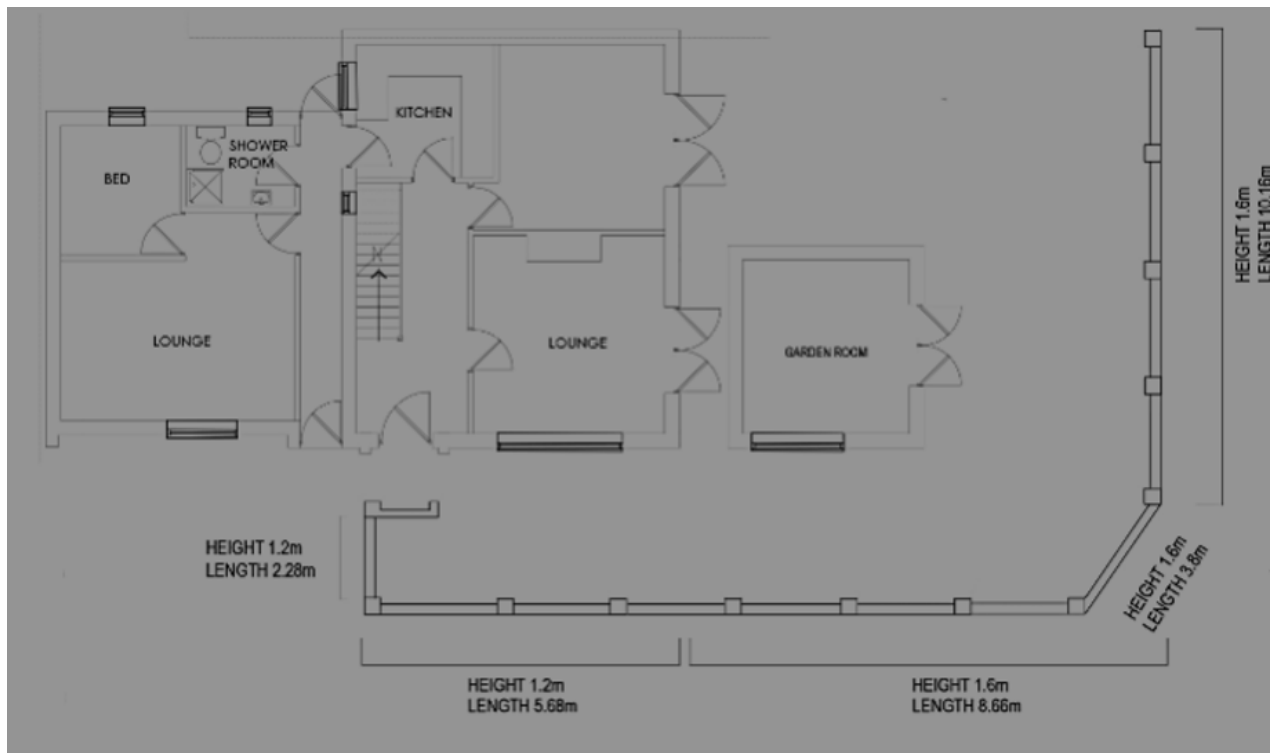 KITCHEN
SHOWER
ROOM
BED
LOUNGE
LOUNGE
GARDEN ROOM
HEIGHT 1.6m
LENGTH 10.16m
HEIGHT 1.2m
LENGTH 2.28m
HEIGHT 1.6m
LENGTH 3.8m
HEIGHT 1.2m
LENGTH 5.68m
HEIGHT 1.6m
LENGTH 8.66m